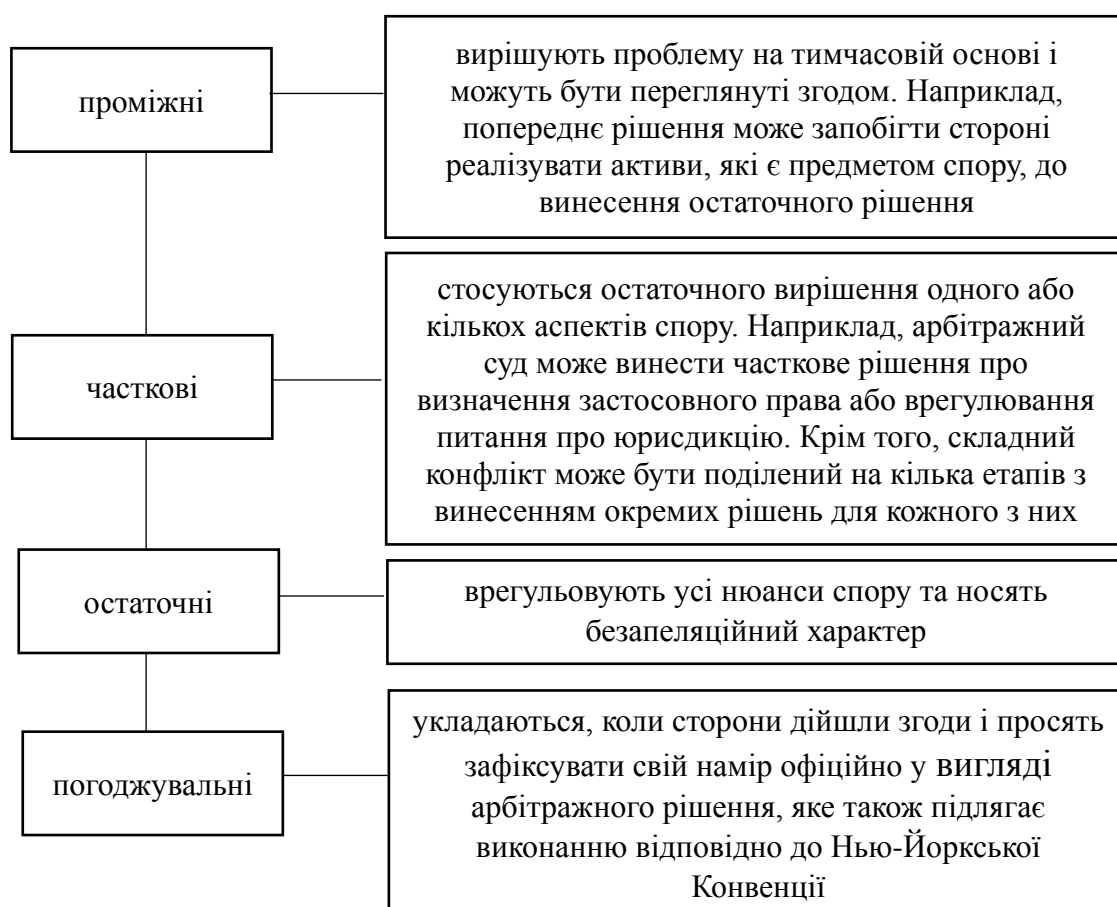 проміжні
вирішують проблему на тимчасовій основі і
можуть бути переглянуті згодом. Наприклад,
попереднє рішення може запобігти стороні
реалізувати активи, які є предметом спору, до
винесення остаточного рішення
часткові
стосуються остаточного вирішення одного або
кількох аспектів спору. Наприклад, арбітражний
суд може винести часткове рішення про
визначення застосовного права або врегулювання
питання про юрисдикцію. Крім того, складний
конфлікт може бути поділений на кілька етапів з
винесенням окремих рішень для кожного з них
остаточні
врегульовують усі нюанси спору та носять
безапеляційний характер
погоджувальні
укладаються, коли сторони дійшли згоди і просять
зафіксувати свій намір офіційно у вигляді
арбітражного рішення, яке також підлягає
виконанню відповідно до Нью-Йоркської
Конвенції